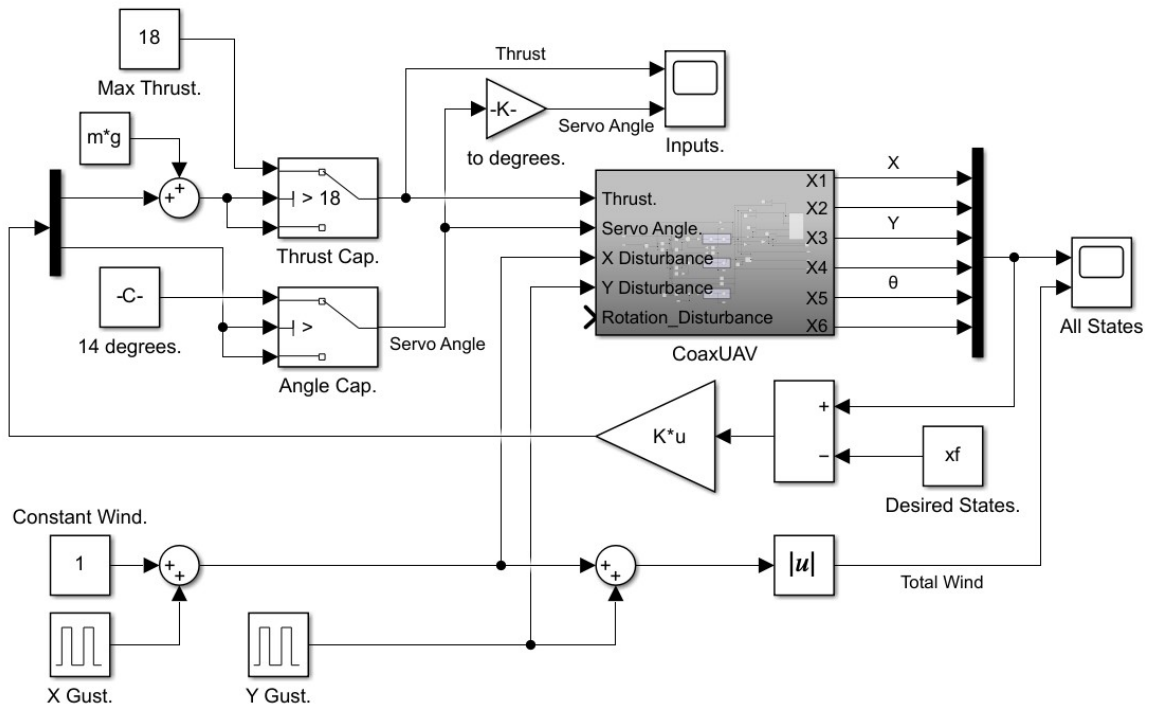 18
Max Thrust.
m*g
+
+
> 18
Thrust Cap.
-C-
14 degrees.
>
Angle Cap.
Servo Angle
Thrust
-K-
to degrees.
Servo Angle
Inputs.
Thrust.
Servo Angle.
X Disturbance
Y Disturbance
Rotation_Disturbance
X1
X2
X3
X4
X5
X6
CoaxUAV
X
Y
θ
All States
K*u
+
−
xf
Desired States.
Constant Wind.
1
+
+
X Gust.
Y Gust.
+
+
|u|
Total Wind